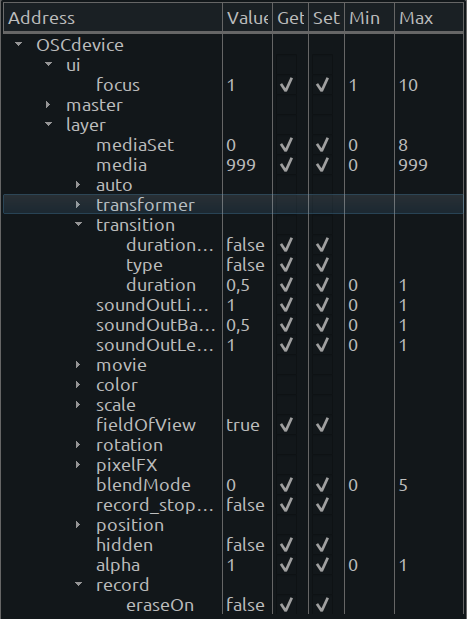 Address Value Get Set Min Max
OSCdevice
ui
focus 1 1 10
master
layer
mediaSet 0 0 8
media 999 0 999
auto
transformer
transition
duration... false
type false
duration 0,5 0 1
soundOutLi... 1 0 1
soundOutBa... 0,5 0 1
soundOutLe... 1 0 1
movie
color
scale
fieldOfView true
rotation
pixelFX
blendMode 0 0 5
record_stop... false
position
hidden false
alpha 1 0 1
record
eraseOn false